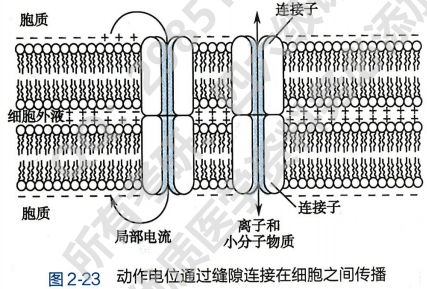 胞质
连接子
细胞外液
胞质
局部电流
离子和
小分子物质
连接子
图2-23 动作电位通过缝隙连接在细胞之间传播